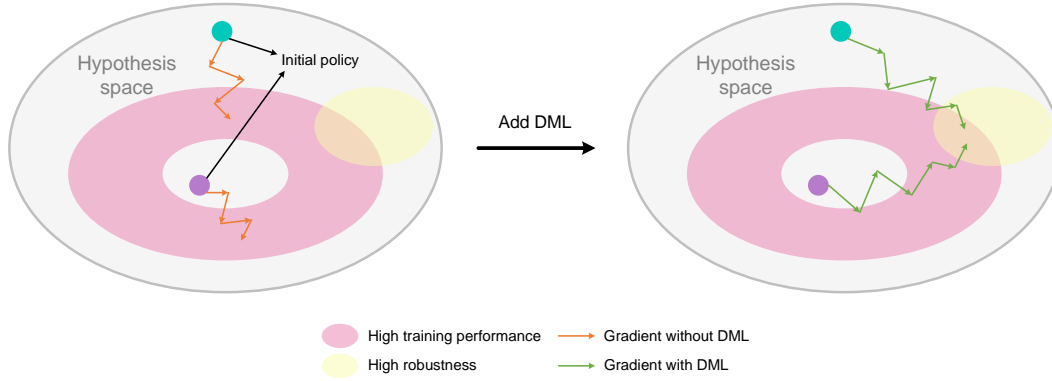 Hypothesis
space
Initial policy
Add DML
Hypothesis
space
High training performance
Gradient without DML
High robustness
Gradient with DML